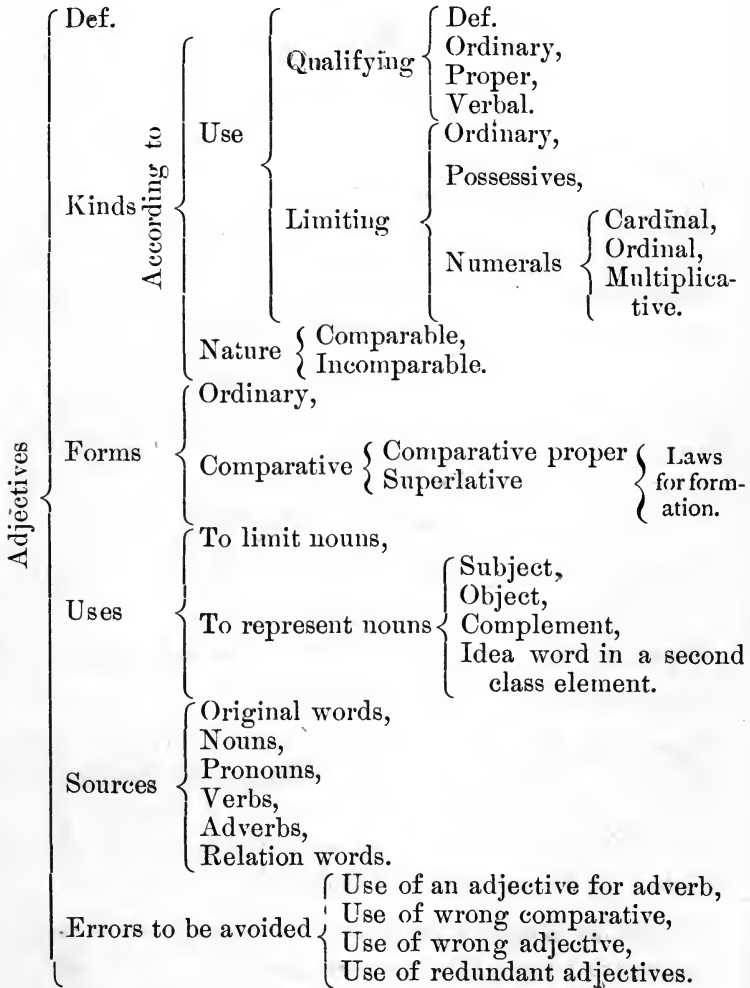 Adjectives
Def.
Kinds
According to
Use
Qualifying
Def.
Ordinary,
Proper,
Verbal.
Limiting
Ordinary,
Possessives,
Numerals
Cardinal,
Ordinal,
Multiplica-
tive.
Nature
Comparable,
Incomparable.
Forms
Ordinary,
Comparative
Comparative proper
Superlative
Laws
for form-
ation.
Uses
To limit nouns,
To represent nouns
Subject,
Object,
Complement,
Idea word in a second
class element.
Sources
Original words,
Nouns,
Pronouns,
Verbs,
Adverbs,
Relation words.
Errors to be avoided
Use of an adjective for adverb,
Use of wrong comparative,
Use of wrong adjective,
Use of redundant adjectives.